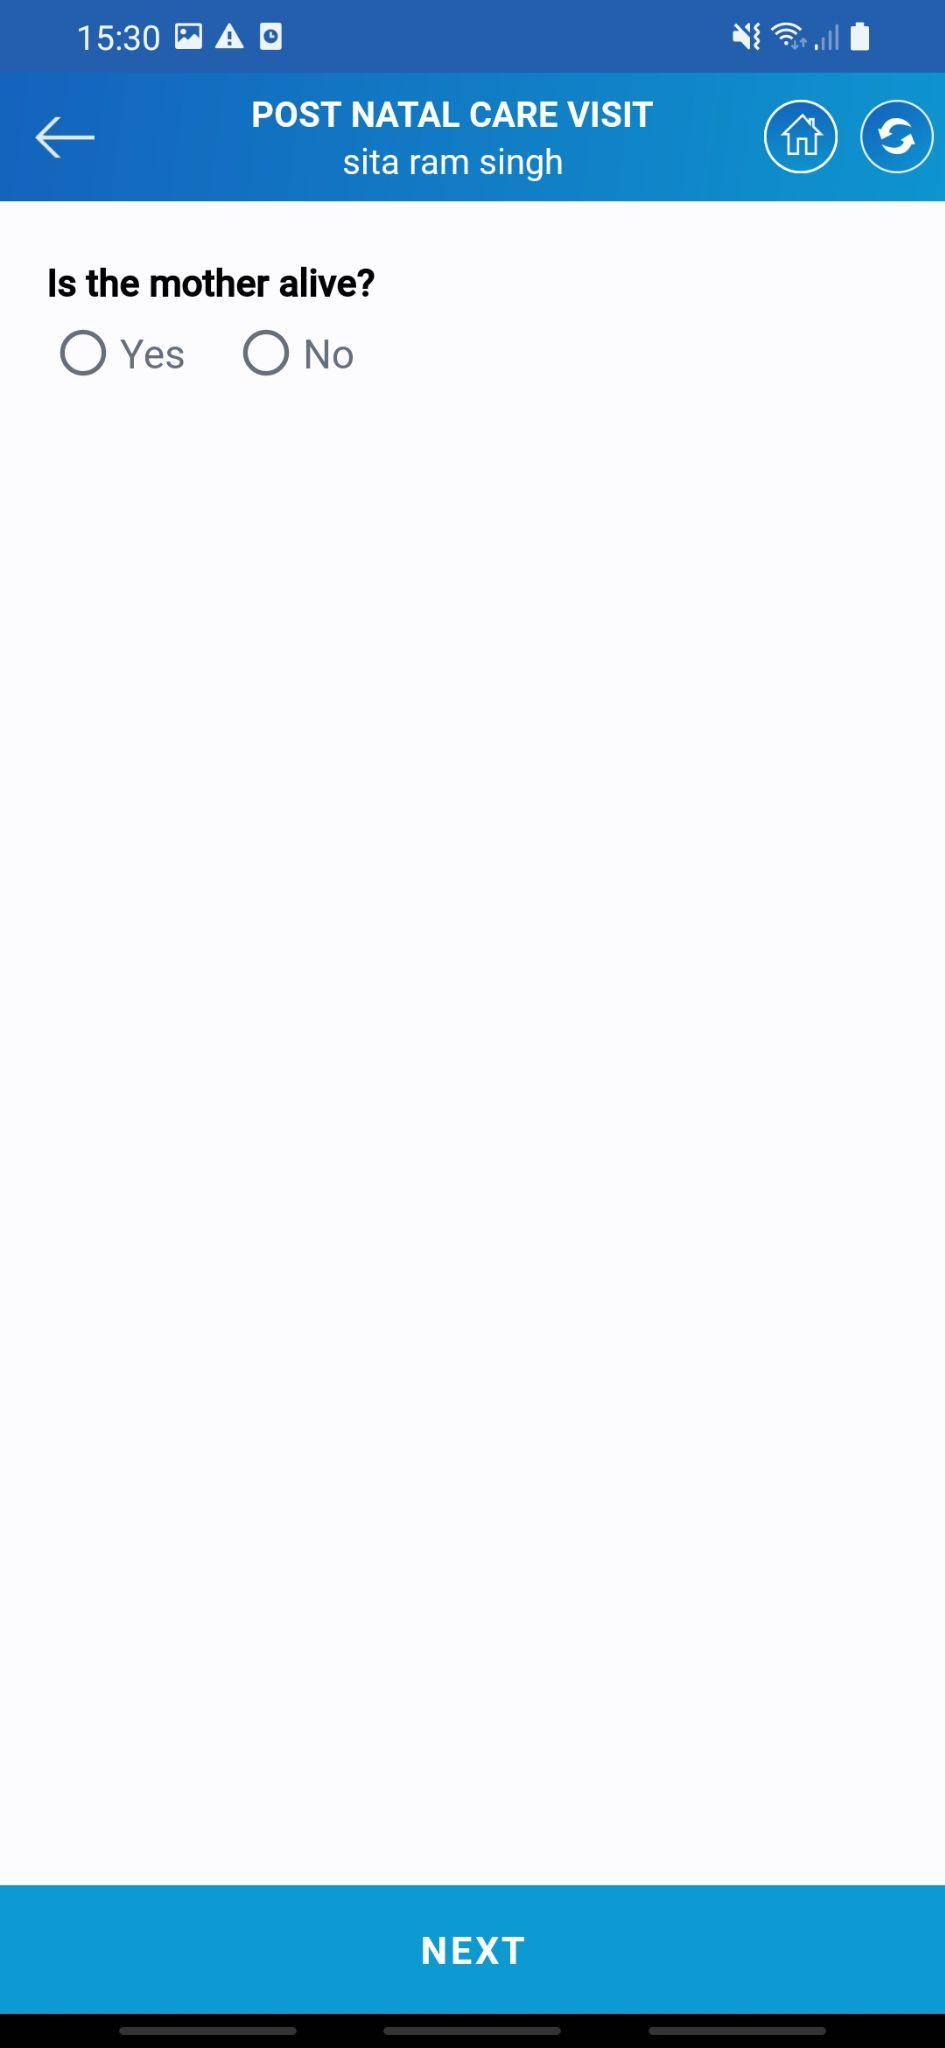 15:30
POST NATAL CARE VISIT
sita ram singh
Is the mother alive?
Yes No
NEXT